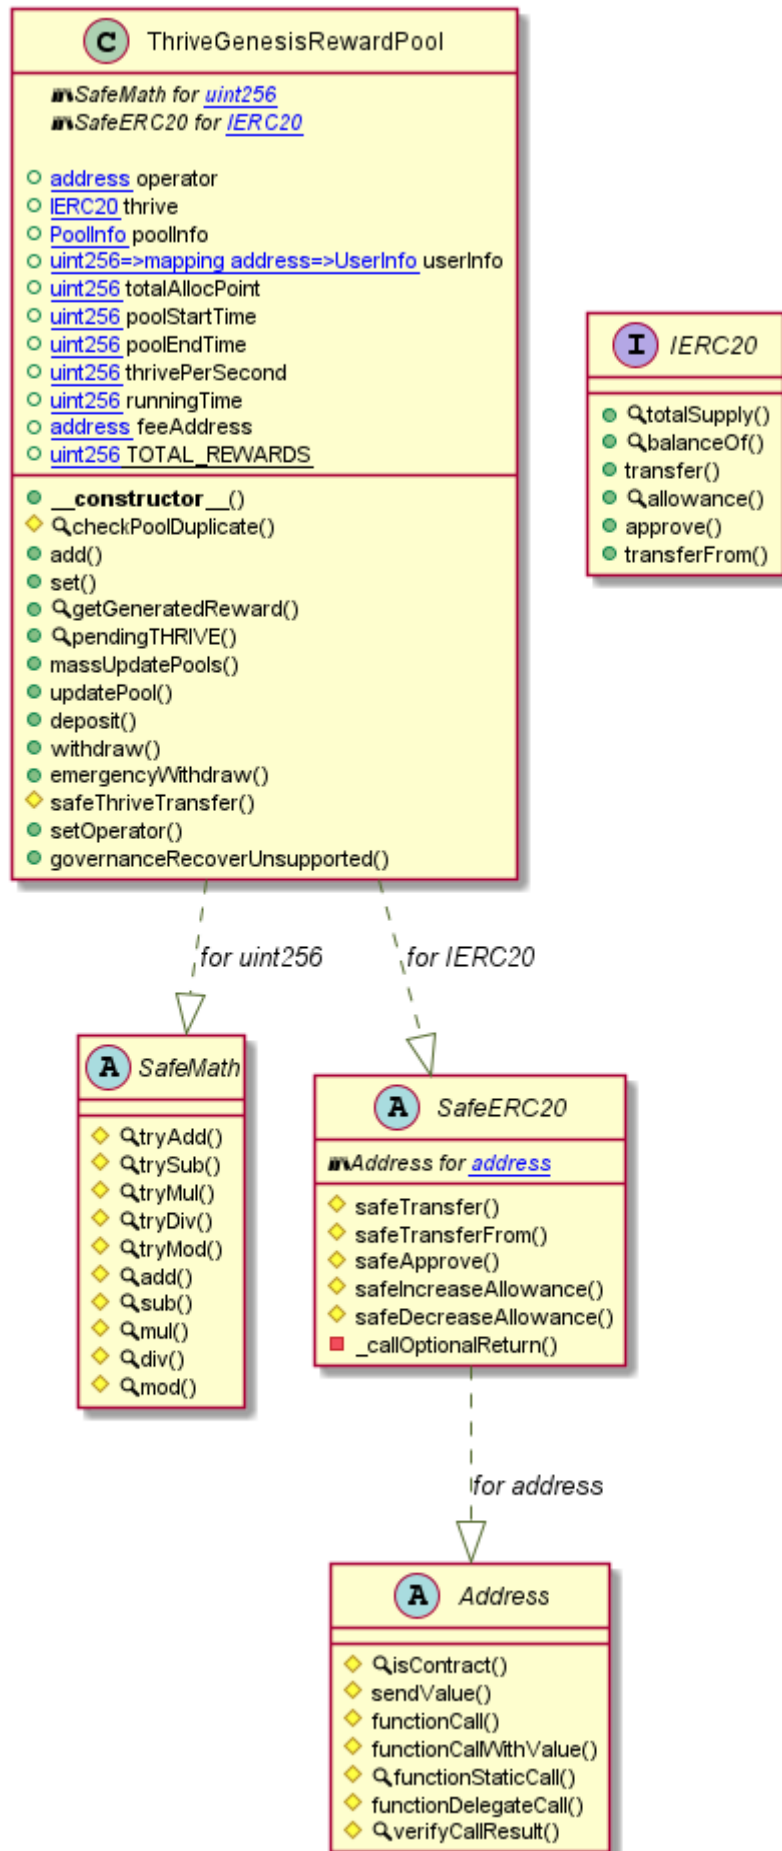 C ThriveGenesisRewardPool
SafeMath for uint256
SafeERC20 for IERC20
address operator
IERC20 thrive
PoolInfo poolInfo
uint256=>mapping address=>UserInfo userInfo
uint256 totalAllocPoint
uint256 poolStartTime
uint256 poolEndTime
uint256 thrivePerSecond
uint256 runningTime
address feeAddress
uint256 TOTAL_REWARDS
__constructor__()
checkPoolDuplicate()
add()
set()
getGeneratedReward()
pendingTHRIVE()
massUpdatePools()
updatePool()
deposit()
withdraw()
emergencyWithdraw()
safeThriveTransfer()
setOperator()
governanceRecoverUnsupported()
I IERC20
totalSupply()
balanceOf()
transfer()
allowance()
approve()
transferFrom()
for uint256
for IERC20
A SafeMath
tryAdd()
trySub()
tryMul()
tryDiv()
tryMod()
add()
sub()
mul()
div()
mod()
A SafeERC20
Address for address
safeTransfer()
safeTransferFrom()
safeApprove()
safeIncreaseAllowance()
safeDecreaseAllowance()
_callOptionalReturn()
for address
A Address
isContract()
sendValue()
functionCall()
functionCallWithValue()
functionStaticCall()
functionDelegateCall()
verifyCallResult()